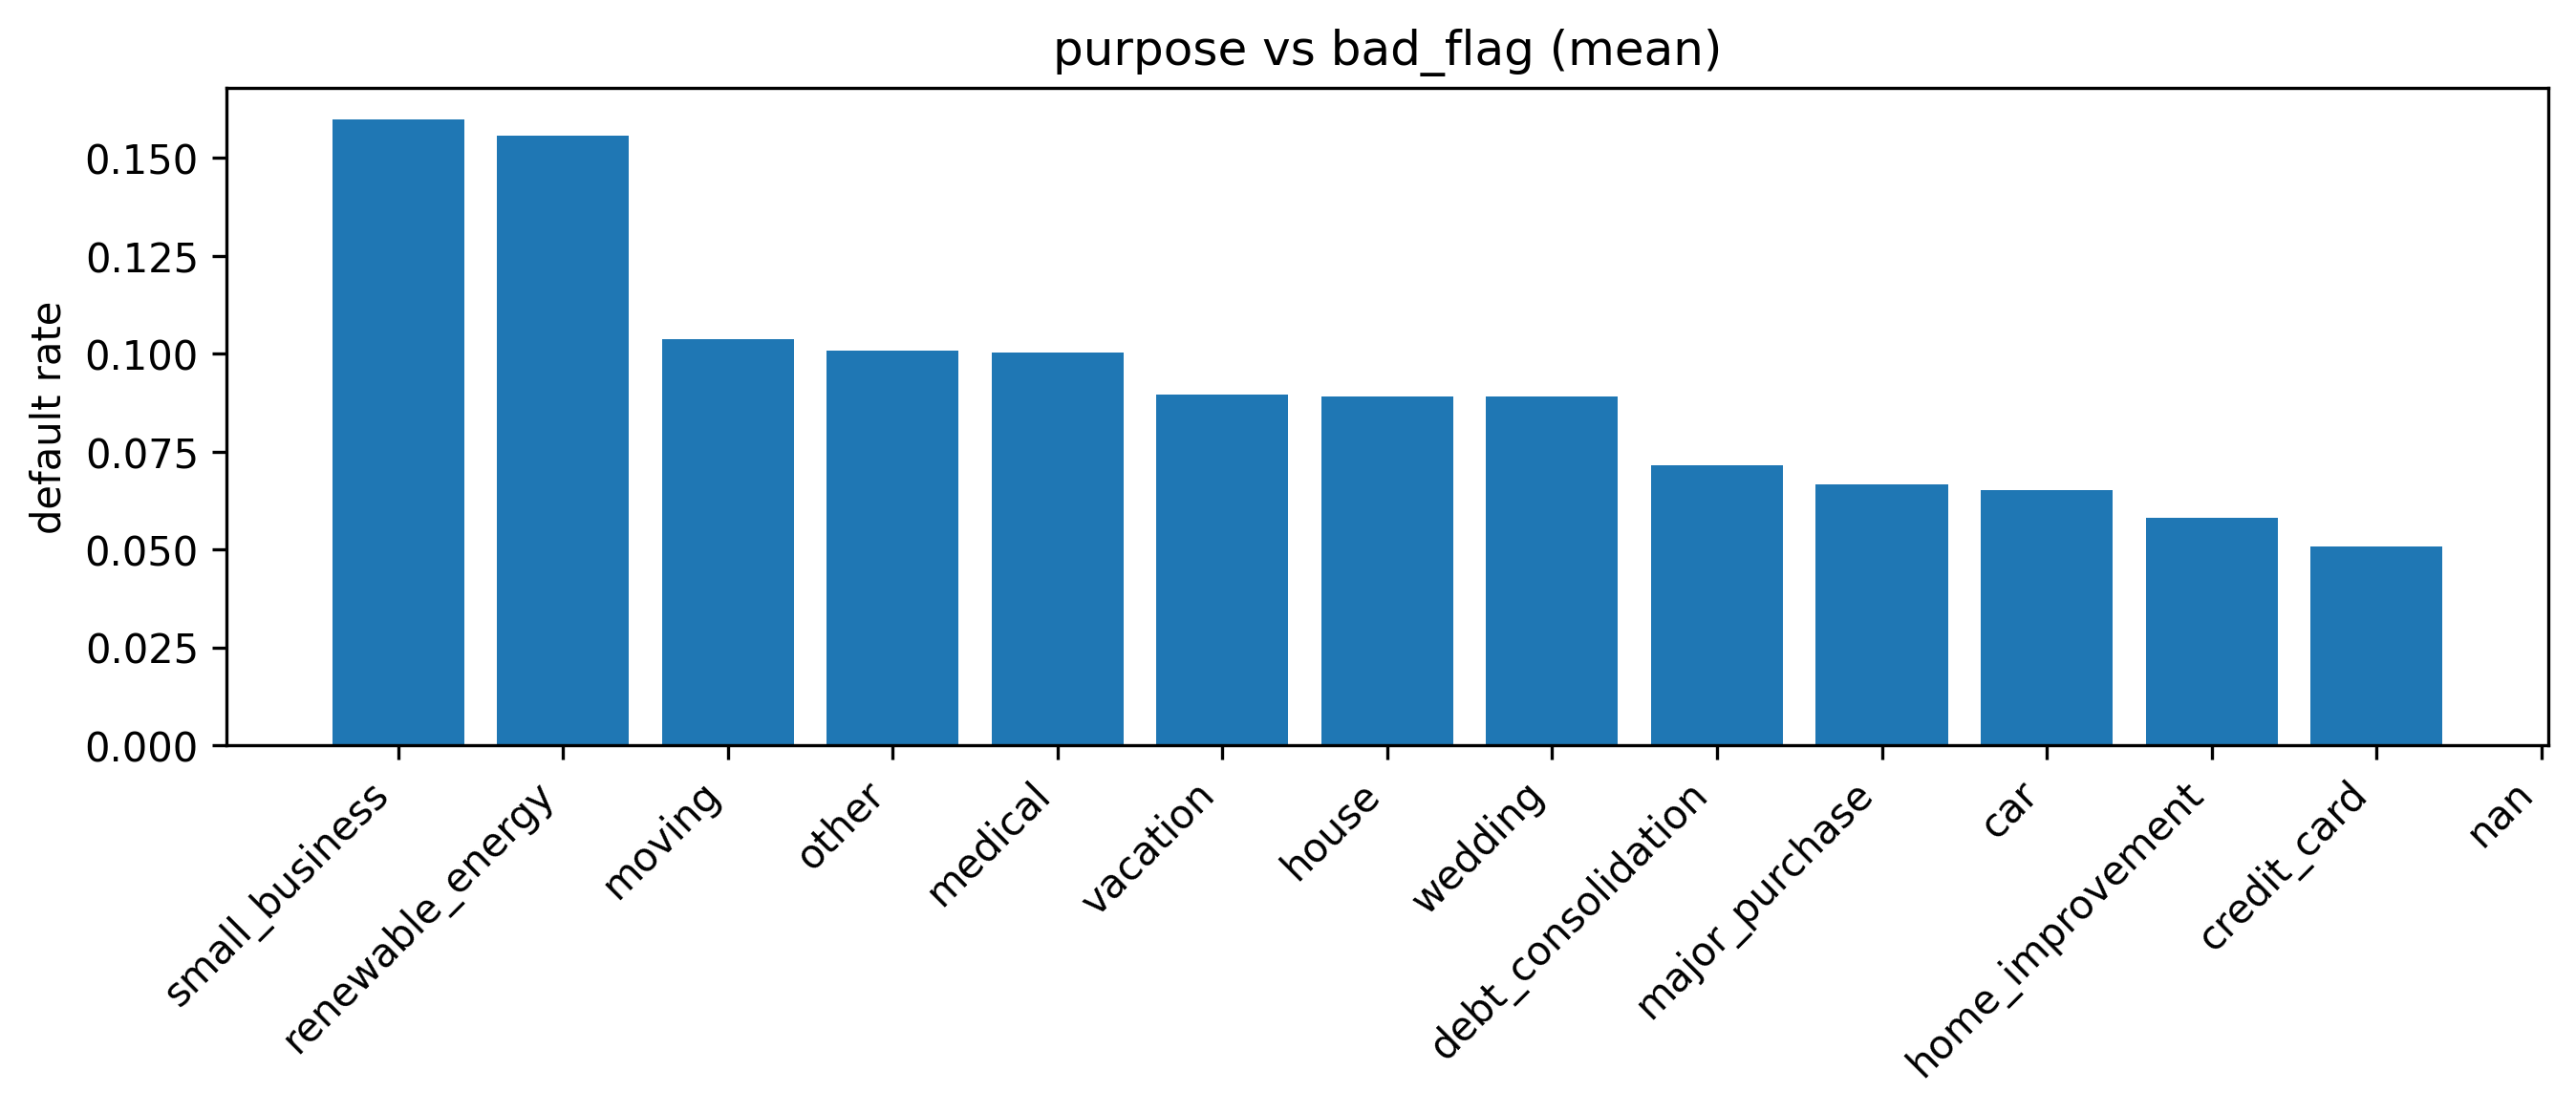 purpose vs bad_flag (mean)
default rate
0.150
0.125
0.100
0.075
0.050
0.025
0.000
small_business
renewable_energy
moving
other
medical
vacation
house
wedding
debt_consolidation
major_purchase
car
home_improvement
credit_card
nan